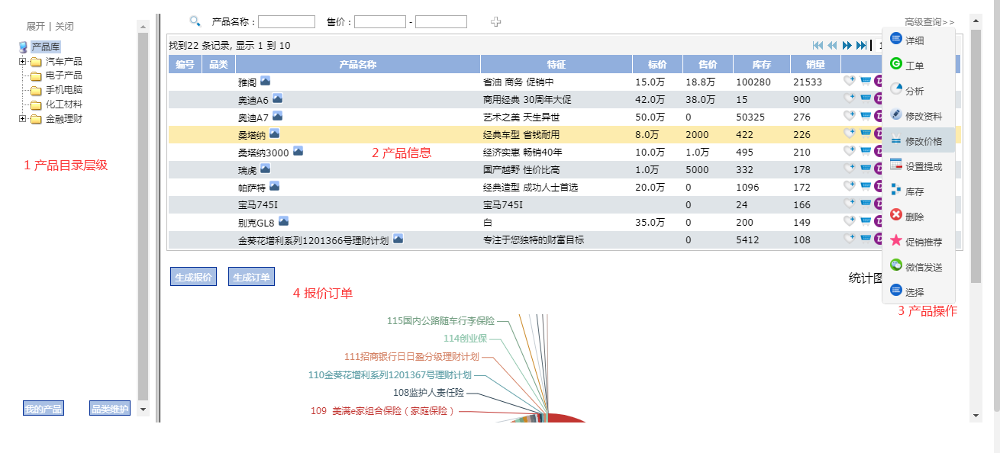 展开 | 关闭
产品库
汽车产品
电子产品
手机电脑
化工材料
金融理财
1 产品目录层级
我的产品 品类维护
产品名称： 售价： - 高级查询>>
找到22 条记录, 显示 1 到 10
编号 品类 产品名称 特征 标价 售价 库存 销量
雅阁 省油 商务 促销中 15.0万 18.8万 100280 21533
奥迪A6 商用经典 30周年大促 42.0万 38.0万 15 900
奥迪A7 艺术之美 天生异世 50.0万 0 50325 276
桑塔纳 经典车型 省钱耐用 8.0万 2000 422 226
桑塔纳3000 经济实惠 畅销40年 10.0万 1.0万 495 210
2 产品信息
瑞虎 国产越野 性价比高 1.0万 5000 332 178
帕萨特 经典造型 成功人士首选 20.0万 0 1096 172
宝马745I 宝马745I 0 24 166
别克GL8 白 35.0万 0 200 149
金葵花增利系列1201366号理财计划 专注于您独特的财富目标 0 5412 108
详细
工单
分析
修改资料
修改价格
设置提成
库存
删除
促销推荐
微信发送
选择
3 产品操作
生成报价 生成订单 统计图
4 报价订单
115国内公路随车行李保险
114创业保
111招商银行日日盈分级理财计划
110金葵花增利系列1201367号理财计划
108监护人责任险
109 美满e家组合保险（家庭保险）